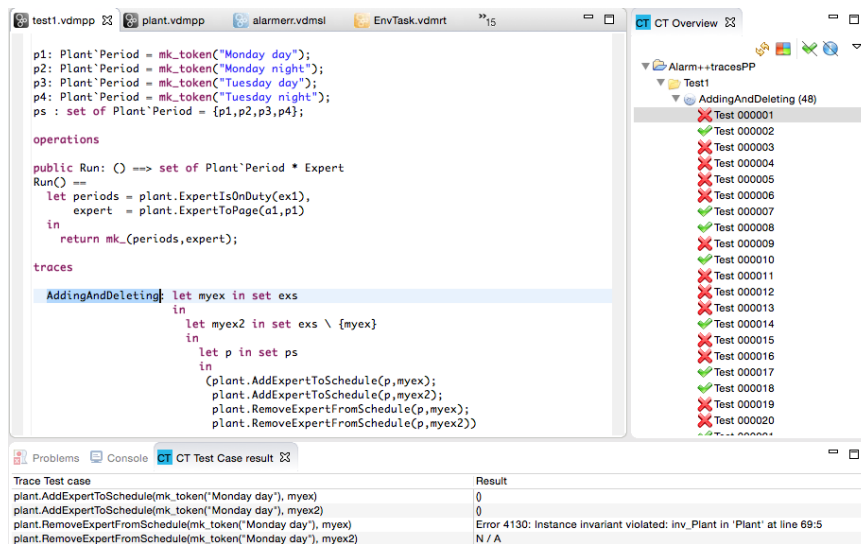 test1.vdmpp plant.vdmpp alarmerr.vdmsl EnvTask.vdmrt »15
p1: Plant`Period = mk_token("Monday day");
p2: Plant`Period = mk_token("Monday night");
p3: Plant`Period = mk_token("Tuesday day");
p4: Plant`Period = mk_token("Tuesday night");
ps : set of Plant`Period = {p1,p2,p3,p4};
operations
public Run: () ==> set of Plant`Period * Expert
Run() ==
let periods = plant.ExpertIsOnDuty(ex1),
expert = plant.ExpertToPage(a1,p1)
in
return mk_(periods,expert);
traces
AddingAndDeleting: let myex in set exs
in
let myex2 in set exs \ {myex}
in
let p in set ps
in
(plant.AddExpertToSchedule(p,myex);
plant.AddExpertToSchedule(p,myex2);
plant.RemoveExpertFromSchedule(p,myex);
plant.RemoveExpertFromSchedule(p,myex2))
CT CT Overview
Alarm++tracesPP
Test1
AddingAndDeleting (48)
Test 000001
Test 000002
Test 000003
Test 000004
Test 000005
Test 000006
Test 000007
Test 000008
Test 000009
Test 000010
Test 000011
Test 000012
Test 000013
Test 000014
Test 000015
Test 000016
Test 000017
Test 000018
Test 000019
Test 000020
Problems Console CT CT Test Case result
Trace Test case Result
plant.AddExpertToSchedule(mk_token("Monday day"), myex) ()
plant.AddExpertToSchedule(mk_token("Monday day"), myex2) ()
plant.RemoveExpertFromSchedule(mk_token("Monday day"), myex) Error 4130: Instance invariant violated: inv_Plant in 'Plant' at line 69:5
plant.RemoveExpertFromSchedule(mk_token("Monday day"), myex2) N / A